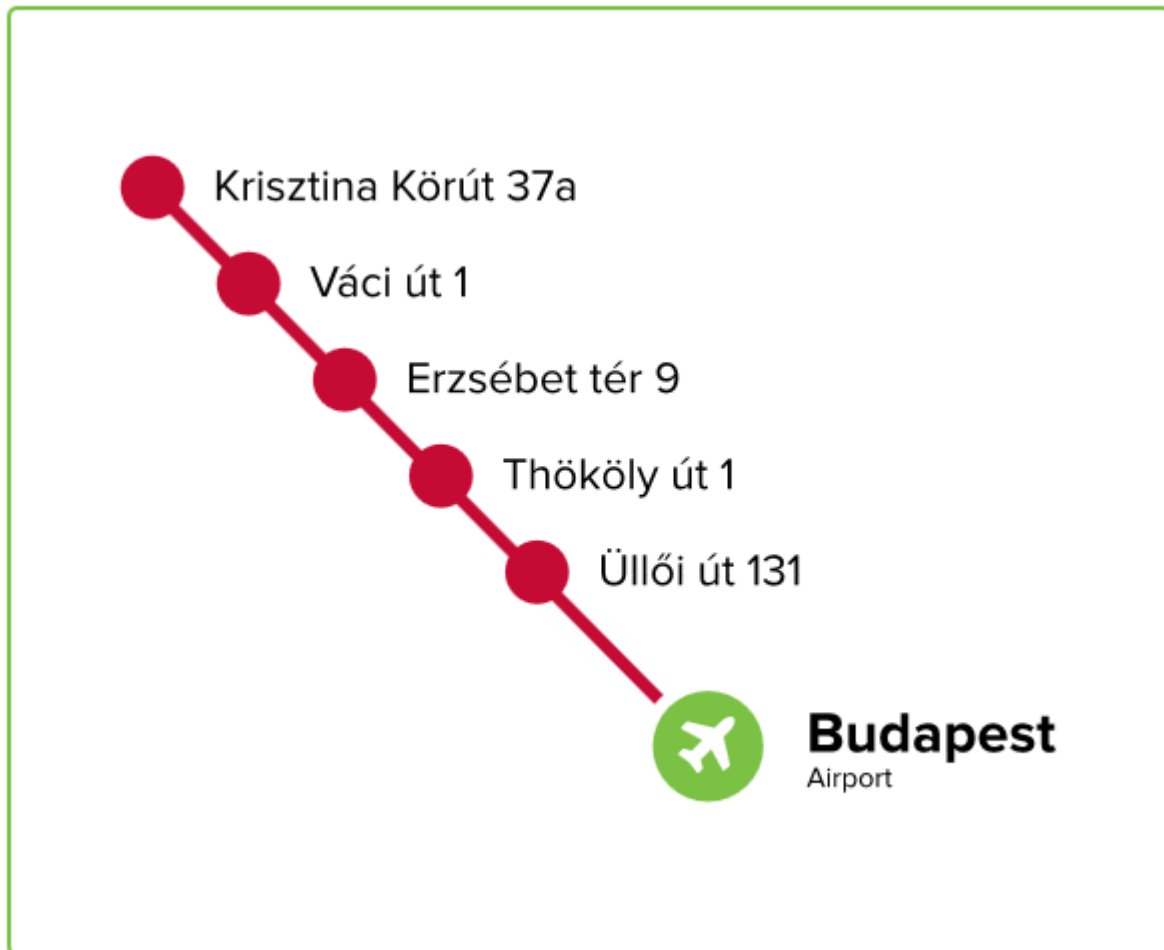 Krisztina Körút 37a
Váci út 1
Erzsébet tér 9
Thököly út 1
Üllői út 131
Budapest
Airport